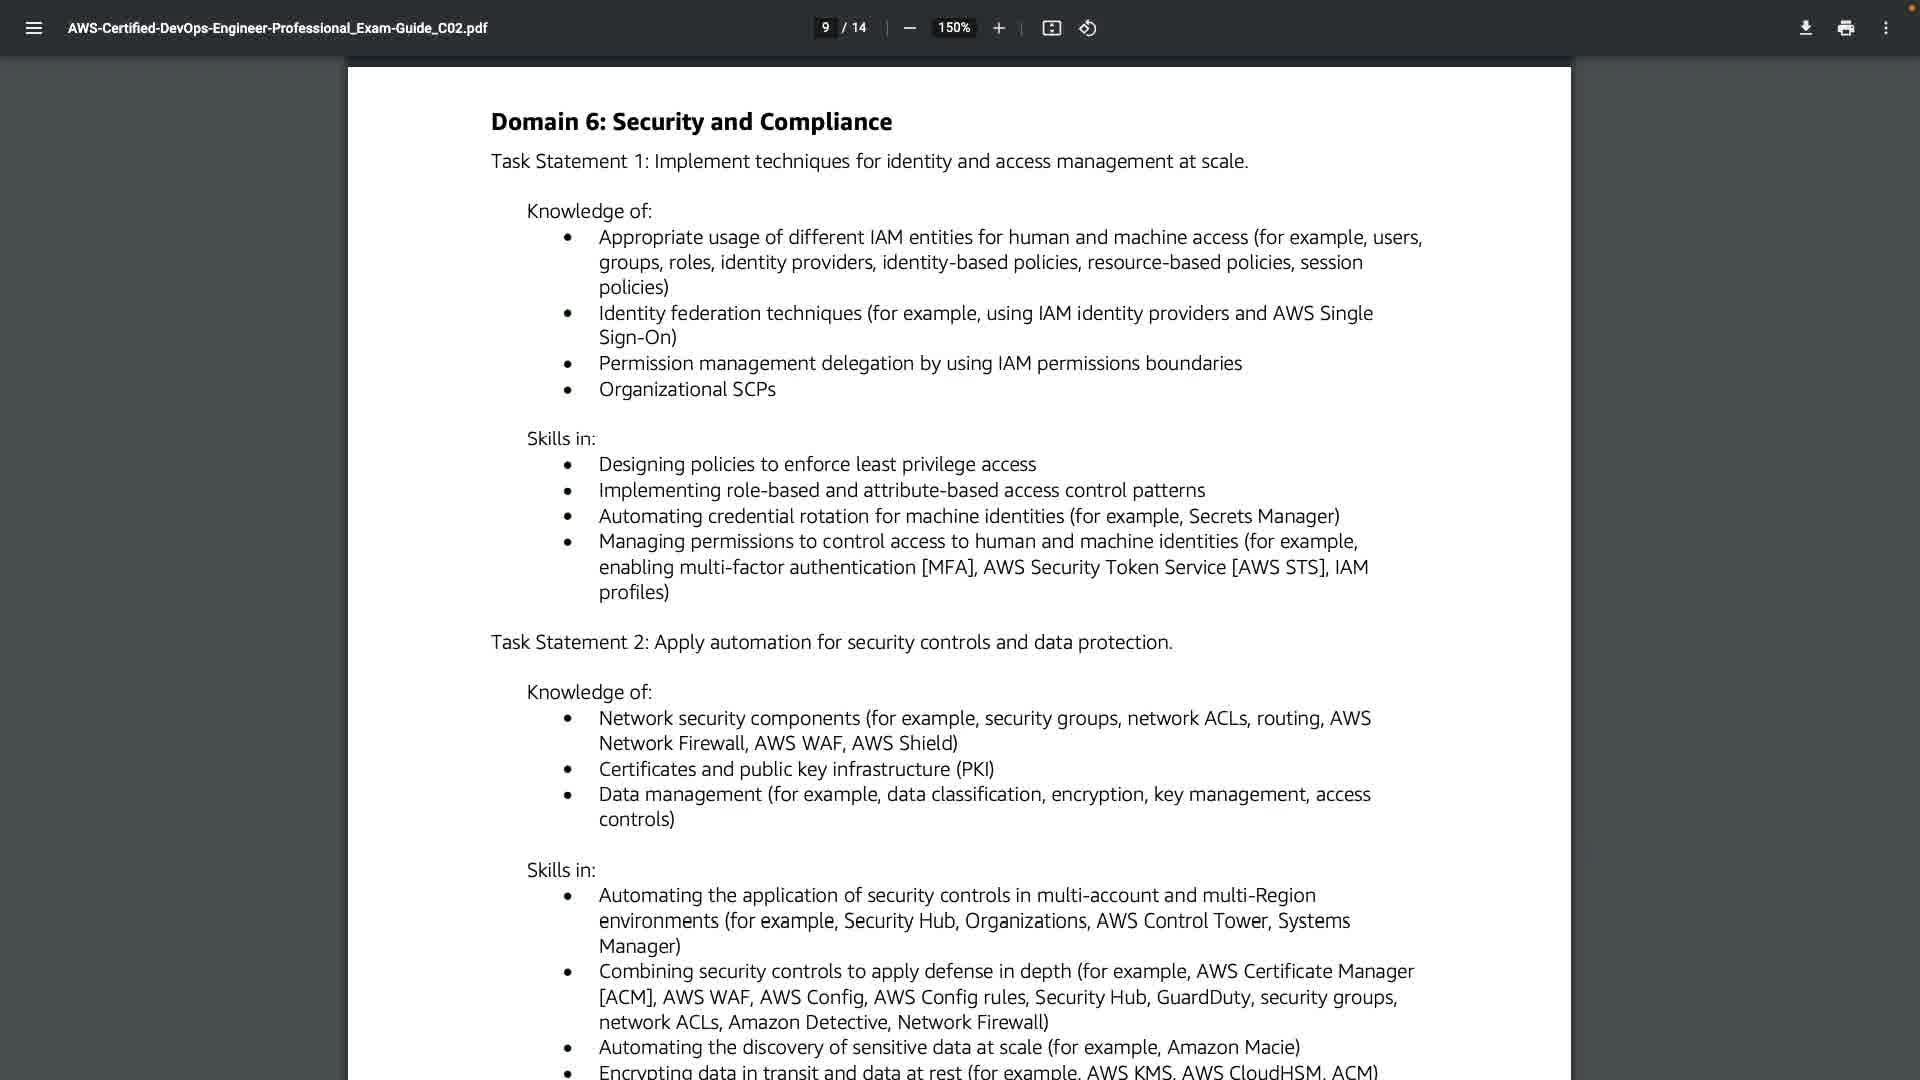 AWS-Certified-DevOps-Engineer-Professional_Exam-Guide_C02.pdf
9 / 14
150%
Domain 6: Security and Compliance
Task Statement 1: Implement techniques for identity and access management at scale.
Knowledge of:
• Appropriate usage of different IAM entities for human and machine access (for example, users,
groups, roles, identity providers, identity-based policies, resource-based policies, session
policies)
• Identity federation techniques (for example, using IAM identity providers and AWS Single
Sign-On)
• Permission management delegation by using IAM permissions boundaries
• Organizational SCPs
Skills in:
• Designing policies to enforce least privilege access
• Implementing role-based and attribute-based access control patterns
• Automating credential rotation for machine identities (for example, Secrets Manager)
• Managing permissions to control access to human and machine identities (for example,
enabling multi-factor authentication [MFA], AWS Security Token Service [AWS STS], IAM
profiles)
Task Statement 2: Apply automation for security controls and data protection.
Knowledge of:
• Network security components (for example, security groups, network ACLs, routing, AWS
Network Firewall, AWS WAF, AWS Shield)
• Certificates and public key infrastructure (PKI)
• Data management (for example, data classification, encryption, key management, access
controls)
Skills in:
• Automating the application of security controls in multi-account and multi-Region
environments (for example, Security Hub, Organizations, AWS Control Tower, Systems
Manager)
• Combining security controls to apply defense in depth (for example, AWS Certificate Manager
[ACM], AWS WAF, AWS Config, AWS Config rules, Security Hub, GuardDuty, security groups,
network ACLs, Amazon Detective, Network Firewall)
• Automating the discovery of sensitive data at scale (for example, Amazon Macie)
• Encrypting data in transit and data at rest (for example, AWS KMS, AWS CloudHSM, ACM)